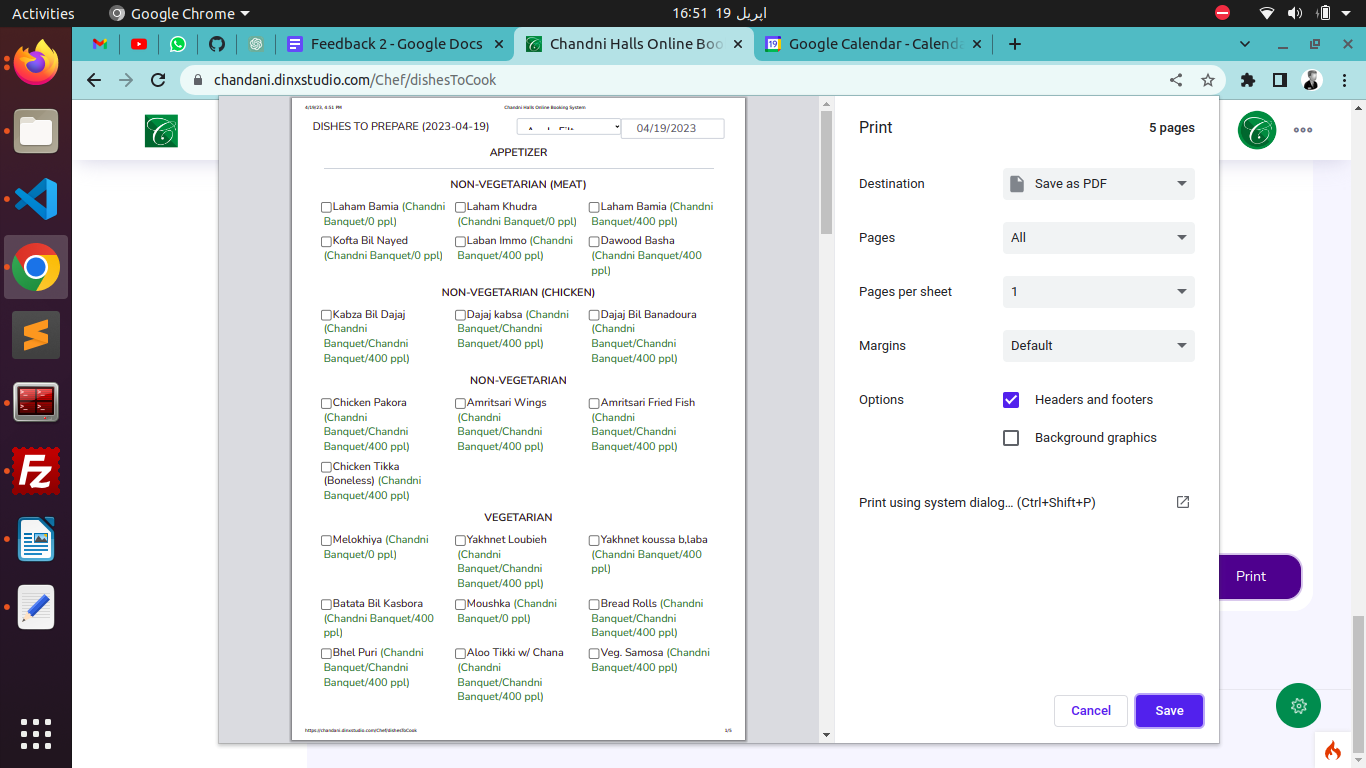 Activities
Google Chrome
16:51 19 اپریل
Feedback 2 - Google Docs
Chandni Halls Online Boo
Google Calendar - Calenda
chandani.dinxstudio.com/Chef/dishesToCook
4/19/23, 4:51 PM
Chandni Halls Online Booking System
DISHES TO PREPARE (2023-04-19)
04/19/2023
APPETIZER
NON-VEGETARIAN (MEAT)
Laham Bamia (Chandni Banquet/0 ppl)
Laham Khudra (Chandni Banquet/0 ppl)
Laham Bamia (Chandni Banquet/400 ppl)
Kofta Bil Nayed (Chandni Banquet/0 ppl)
Laban Immo (Chandni Banquet/400 ppl)
Dawood Basha (Chandni Banquet/400 ppl)
NON-VEGETARIAN (CHICKEN)
Kabza Bil Dajaj (Chandni Banquet/Chandni Banquet/400 ppl)
Dajaj kabsa (Chandni Banquet/Chandni Banquet/400 ppl)
Dajaj Bil Banadoura (Chandni Banquet/Chandni Banquet/400 ppl)
NON-VEGETARIAN
Chicken Pakora (Chandni Banquet/Chandni Banquet/400 ppl)
Amritsari Wings (Chandni Banquet/Chandni Banquet/400 ppl)
Amritsari Fried Fish (Chandni Banquet/Chandni Banquet/400 ppl)
Chicken Tikka (Boneless) (Chandni Banquet/400 ppl)
VEGETARIAN
Melokhiya (Chandni Banquet/0 ppl)
Yakhnet Loubieh (Chandni Banquet/Chandni Banquet/400 ppl)
Yakhnet koussa b,laba (Chandni Banquet/400 ppl)
Batata Bil Kasbora (Chandni Banquet/400 ppl)
Moushka (Chandni Banquet/0 ppl)
Bread Rolls (Chandni Banquet/Chandni Banquet/400 ppl)
Bhel Puri (Chandni Banquet/Chandni Banquet/400 ppl)
Aloo Tikki w/ Chana (Chandni Banquet/Chandni Banquet/400 ppl)
Veg. Samosa (Chandni Banquet/400 ppl)
https://chandani.dinxstudio.com/Chef/dishesToCook
1/5
Print
5 pages
Destination
Save as PDF
Pages
All
Pages per sheet
1
Margins
Default
Options
Headers and footers
Background graphics
Print using system dialog... (Ctrl+Shift+P)
Print
Cancel
Save